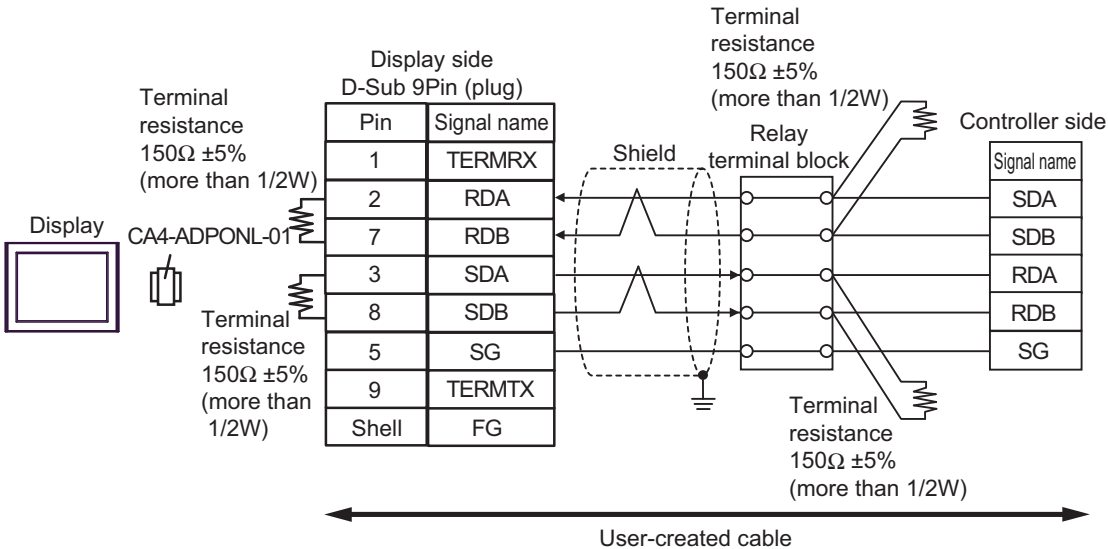 Terminal
resistance
150Ω ±5%
(more than 1/2W)
Display side
D-Sub 9Pin (plug)
Terminal
resistance
150Ω ±5%
(more than 1/2W)
Pin Signal name
1 TERMRX
2 RDA
7 RDB
3 SDA
8 SDB
5 SG
9 TERMTX
Shell FG
Shield
Relay
terminal block
Controller side
Signal name
SDA
SDB
RDA
RDB
SG
Display
CA4-ADPONL-01
Terminal
resistance
150Ω ±5%
(more than
1/2W)
Terminal
resistance
150Ω ±5%
(more than 1/2W)
User-created cable